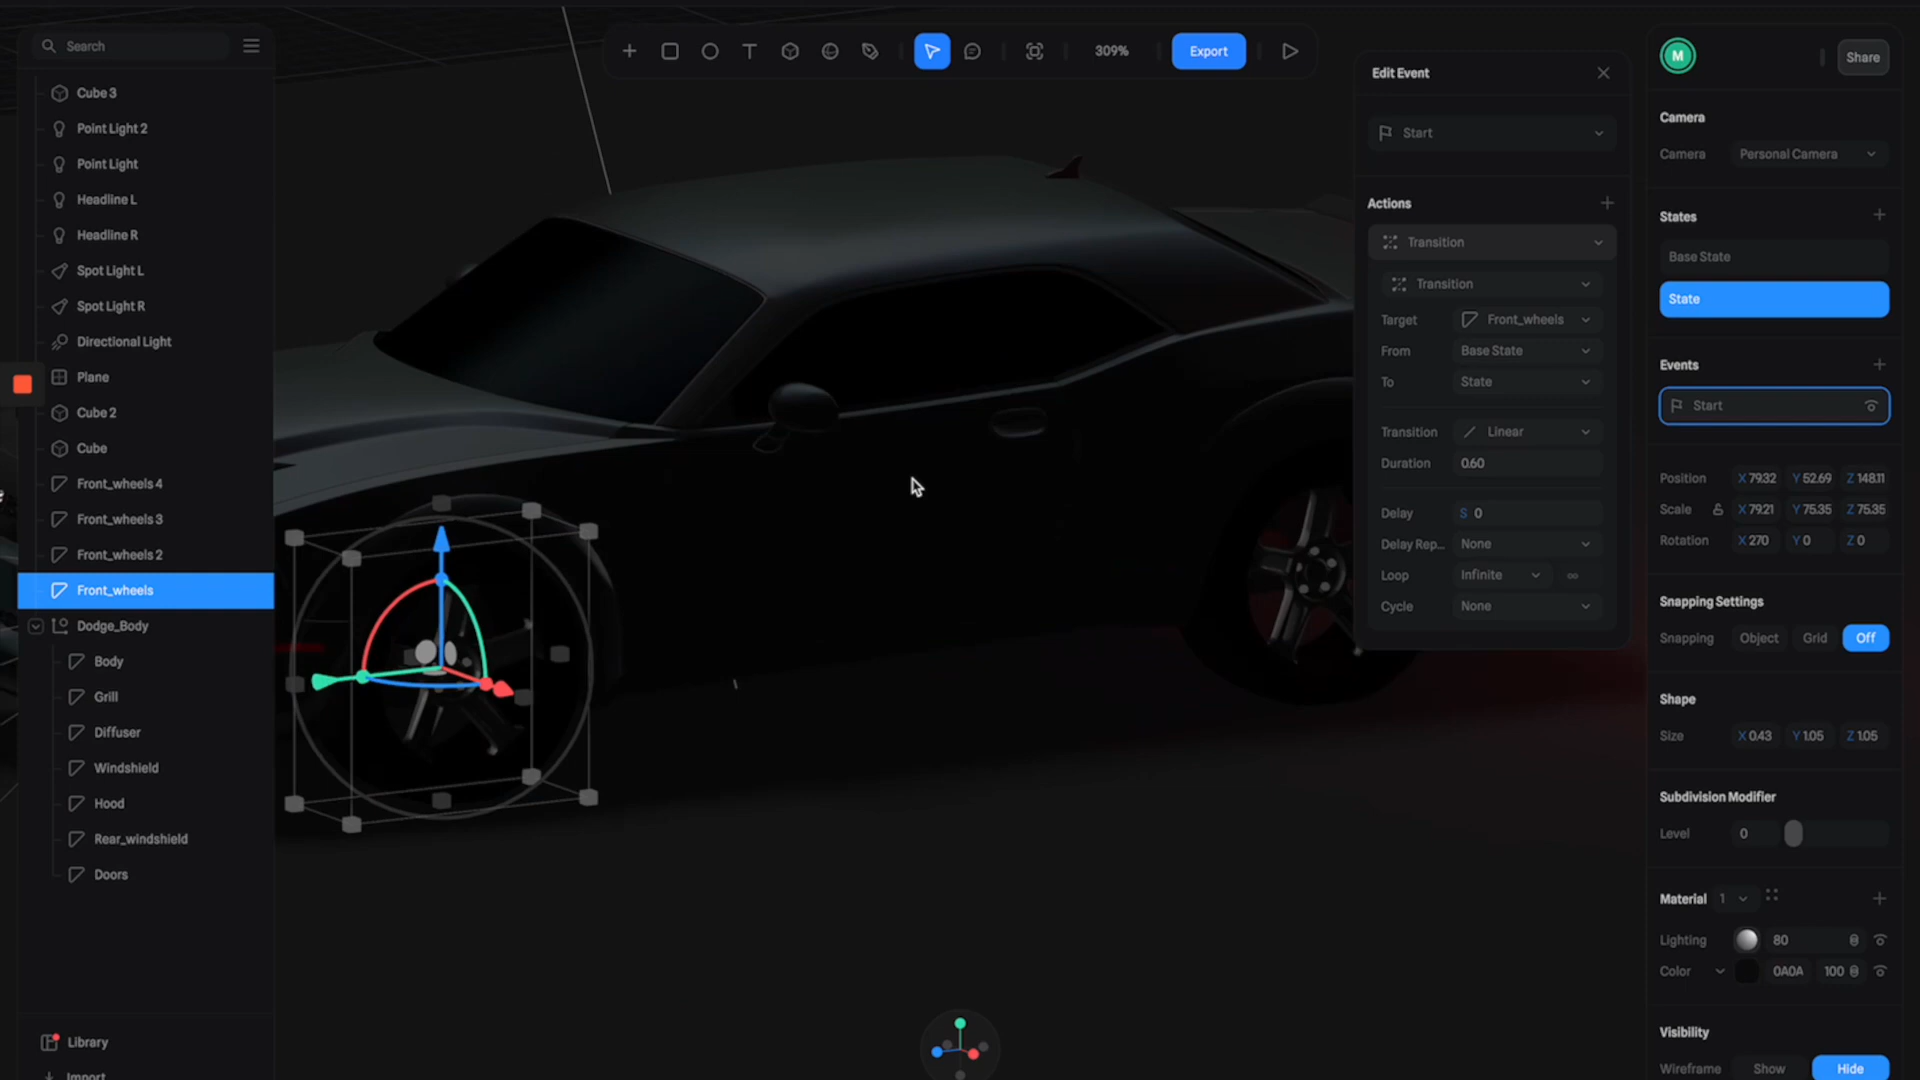 Search
Cube 3
Point Light 2
Point Light
Headline L
Headline R
Spot Light L
Spot Light R
Directional Light
Plane
Cube 2
Cube
Front_wheels 4
Front_wheels 3
Front_wheels 2
Front_wheels
Dodge_Body
Body
Grill
Diffuser
Windshield
Hood
Rear_windshield
Doors
Library
Import
309%
Export
Edit Event
Start
Actions
Transition
Transition
Target Front_wheels
From Base State
To State
Transition Linear
Duration 0.60
Delay S 0
Delay Rep... None
Loop Infinite ∞
Cycle None
M
Share
Camera
Camera Personal Camera
States
Base State
State
Events
Start
Position X 79.32 Y 52.69 Z 148.11
Scale X 79.21 Y 75.35 Z 75.35
Rotation X 270 Y 0 Z 0
Snapping Settings
Snapping Object Grid Off
Shape
Size X 0.43 Y 1.05 Z 1.05
Subdivision Modifier
Level 0
Material 1
Lighting 80
Color 0A0A 100
Visibility
Wireframe Show Hide